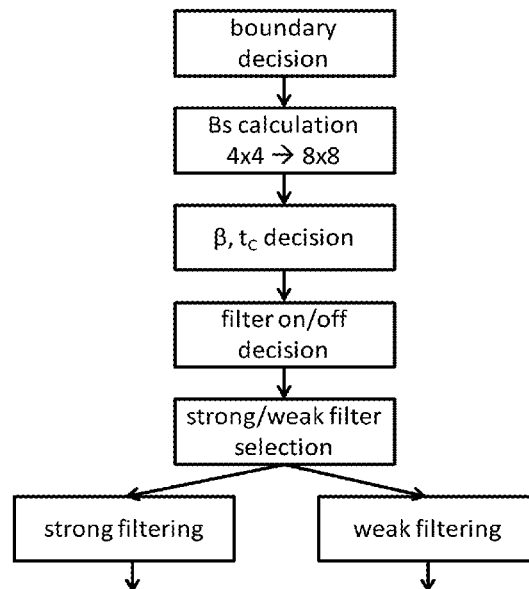 boundary
decision
Bs calculation
4x4 → 8x8
β, t_C decision
filter on/off
decision
strong/weak filter
selection
strong filtering
weak filtering